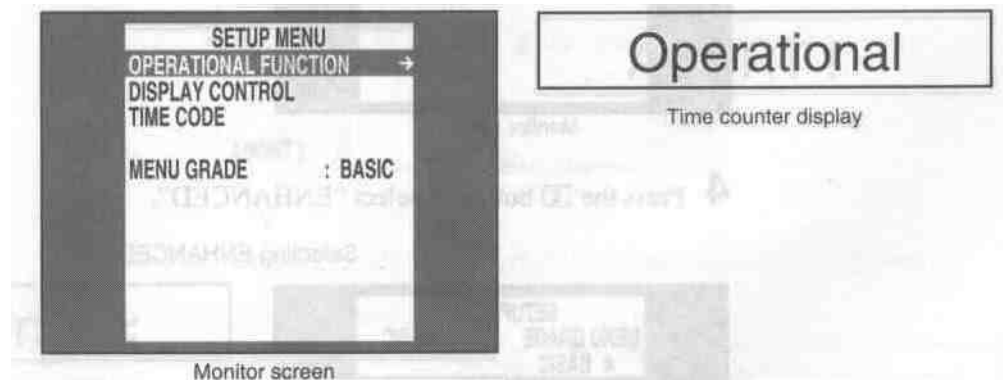 SETUP MENU
OPERATIONAL FUNCTION →
DISPLAY CONTROL
TIME CODE
MENU GRADE : BASIC
Monitor screen
Operational
Time counter display